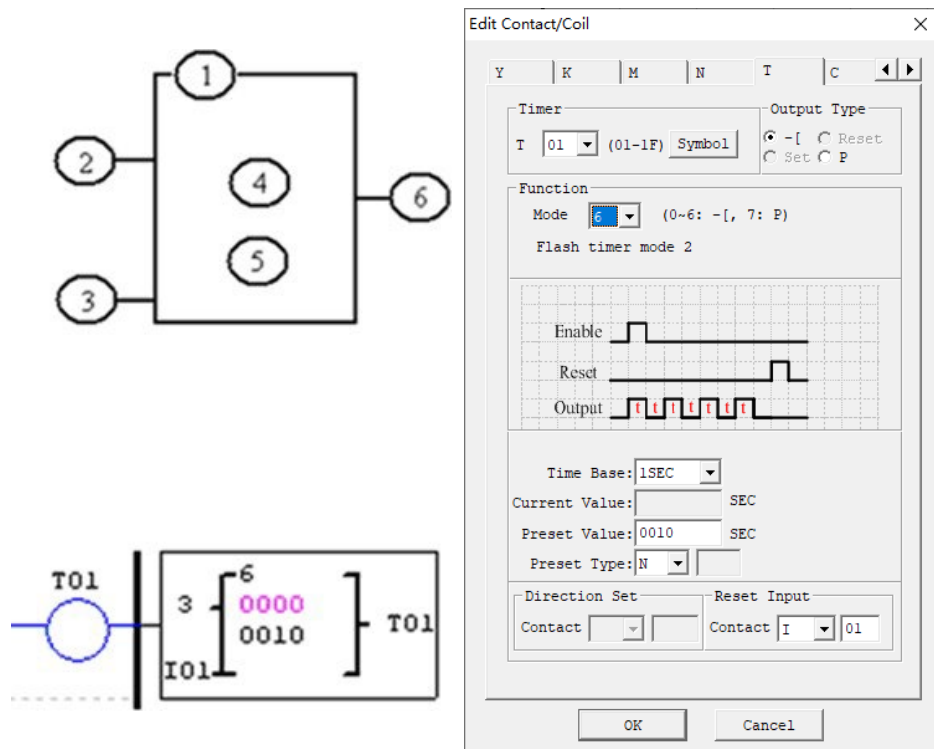 1
2
3
4
5
6
T01
6
3
0000
0010
T01
I01
Edit Contact/Coil
Y K M N T C
Timer
T 01 (01-1F) Symbol
Output Type
-[ Reset
Set P
Function
Mode 6 (0~6: -[, 7: P)
Flash timer mode 2
Enable
Reset
Output t t t t t t t
Time Base: 1SEC
Current Value: SEC
Preset Value: 0010 SEC
Preset Type: N
Direction Set
Contact
Reset Input
Contact I 01
OK Cancel